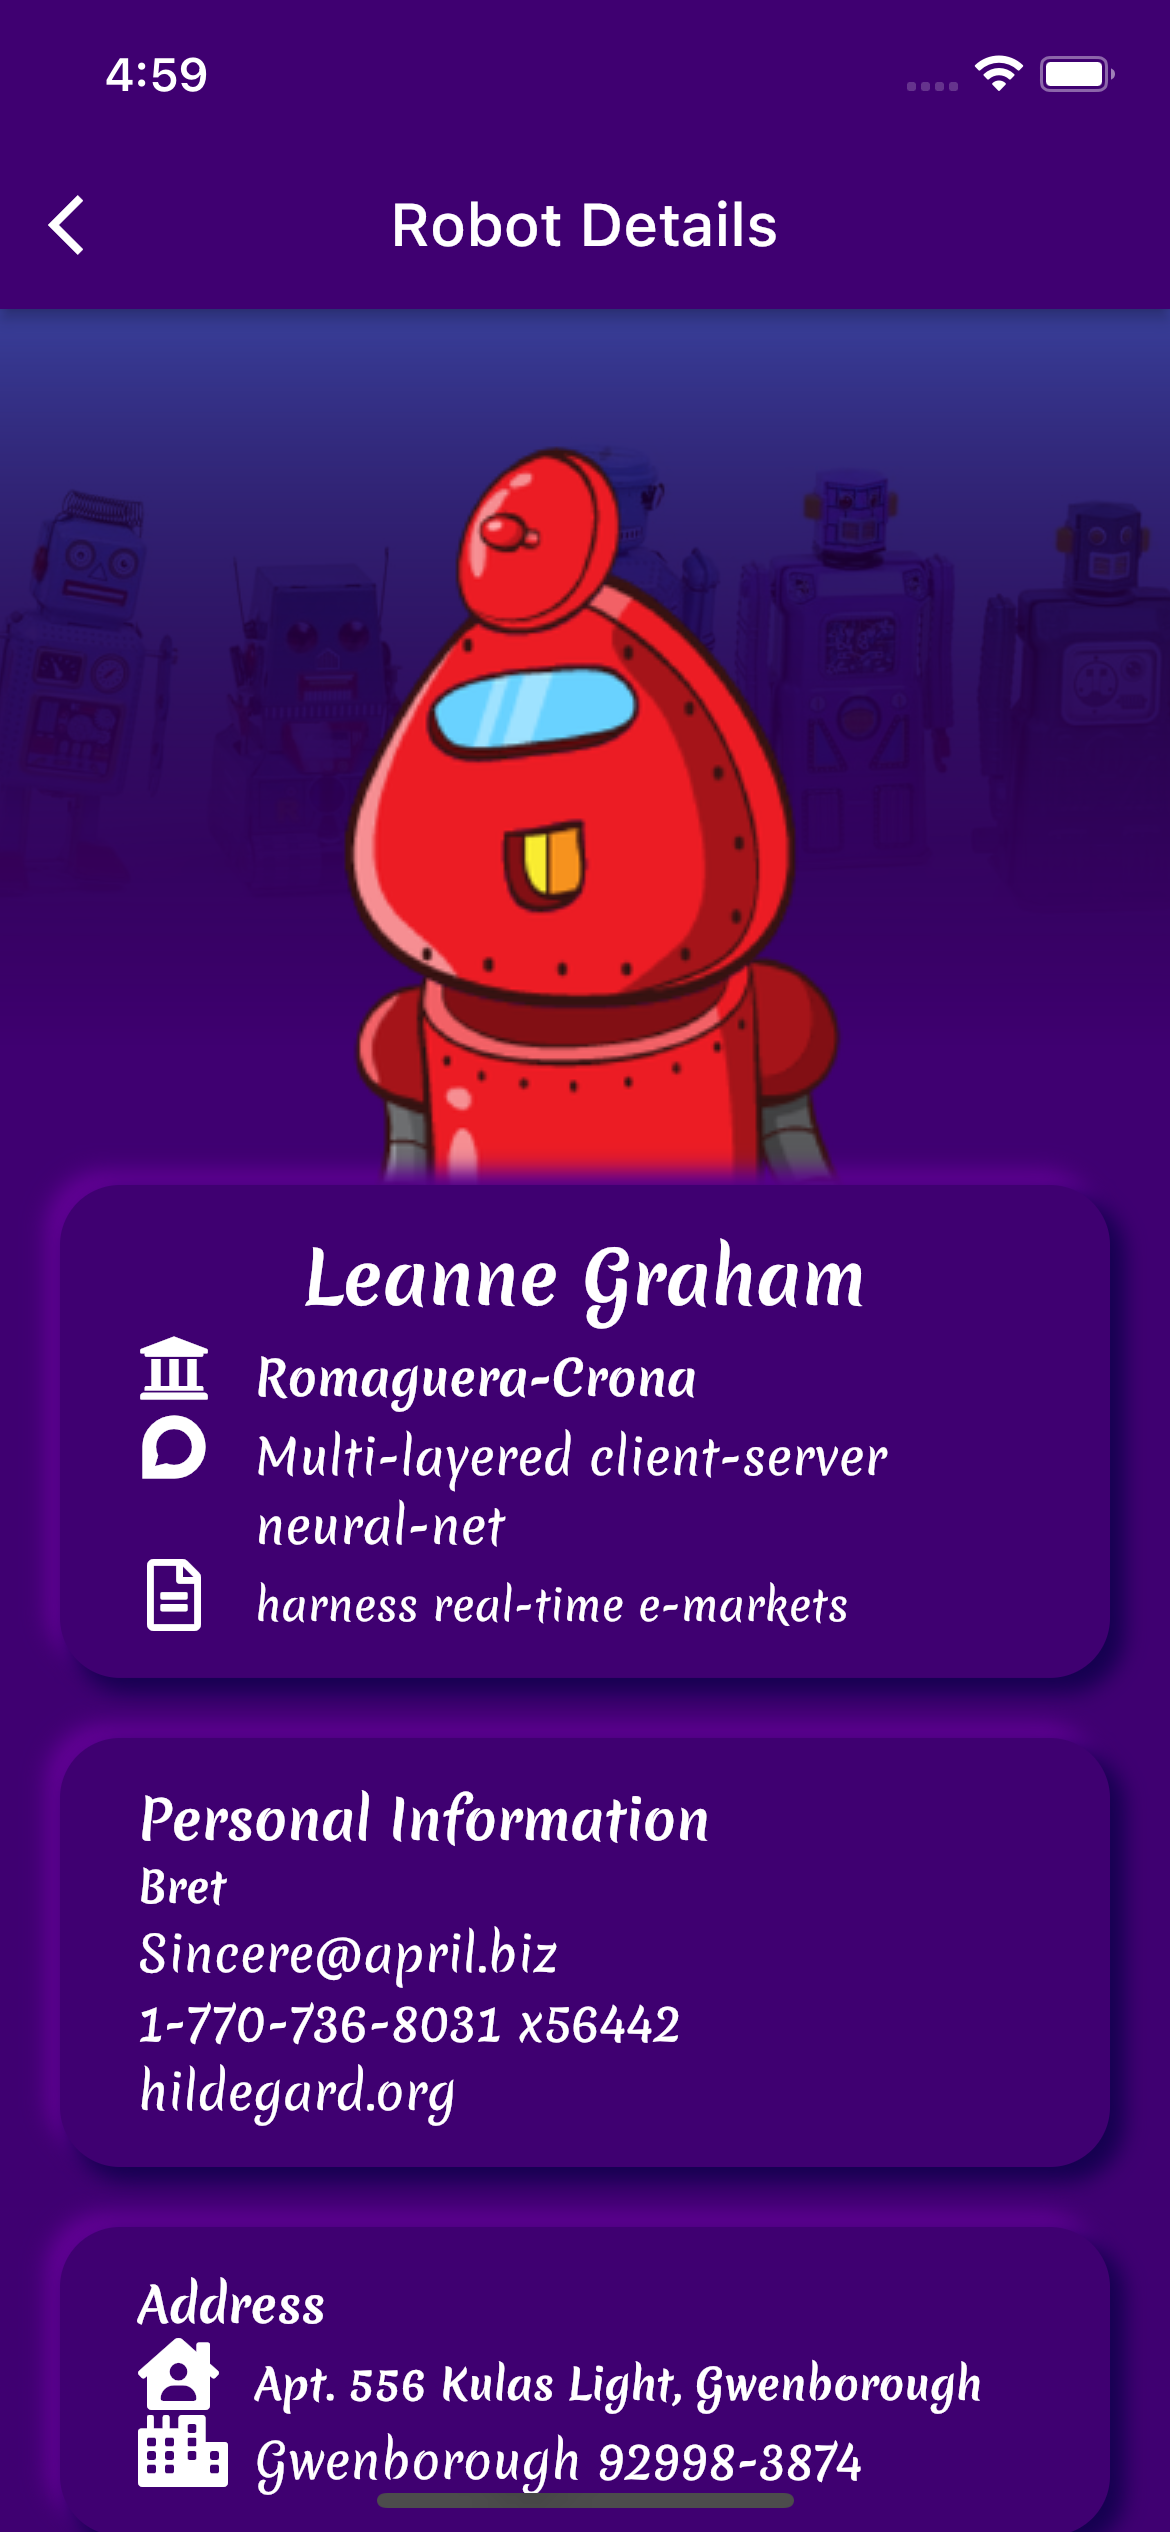 4:59
Robot Details
Leanne Graham
Romaguera-Crona
Multi-layered client-server
neural-net
harness real-time e-markets
Personal Information
Bret
Sincere@april.biz
1-770-736-8031 x56442
hildegard.org
Address
Apt. 556 Kulas Light, Gwenborough
Gwenborough 92998-3874